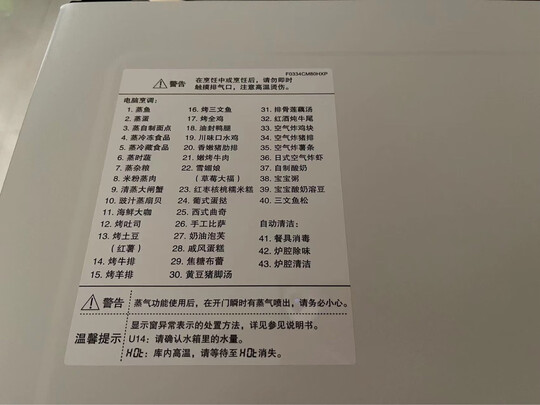 F0334CM80HXP
警告 在烹饪中或烹饪后，请勿即时
触摸排气口，注意高温烫伤。
电脑烹调：
1. 蒸鱼
2. 蒸蛋
3. 蒸自制面点
4. 蒸冷冻食品
5. 蒸冷藏食品
6. 蒸时蔬
7. 蒸杂粮
8. 米粉蒸肉
9. 清蒸大闸蟹
10. 豉汁蒸扇贝
11. 海鲜大咖
12. 烤吐司
13. 烤土豆
（红薯）
14. 烤牛排
15. 烤羊排
16. 烤三文鱼
17. 烤全鸡
18. 油封鸭腿
19. 川味口水鸡
20. 香嫩猪肋排
21. 嫩烤牛肉
22. 雪媚娘
（草莓大福）
23. 红枣核桃糯米糕
24. 葡式蛋挞
25. 西式曲奇
26. 手工比萨
27. 奶油泡芙
28. 戚风蛋糕
29. 焦糖布蕾
30. 黄豆猪脚汤
31. 排骨莲藕汤
32. 红酒炖牛尾
33. 空气炸鸡块
34. 空气炸猪排
35. 空气炸薯条
36. 日式空气炸虾
37. 自制酸奶
38. 宝宝粥
39. 宝宝酸奶溶豆
40. 三文鱼松
自动清洁：
41. 餐具消毒
42. 炉腔除味
43. 炉腔清洁
警告 蒸气功能使用后，在开门瞬时有蒸气喷出，请务必小心。
温馨提示
显示窗异常表示的处置方法，详见参见说明书。
U14：请确认水箱里的水量。
HOt：库内高温，请等待至HOt消失。